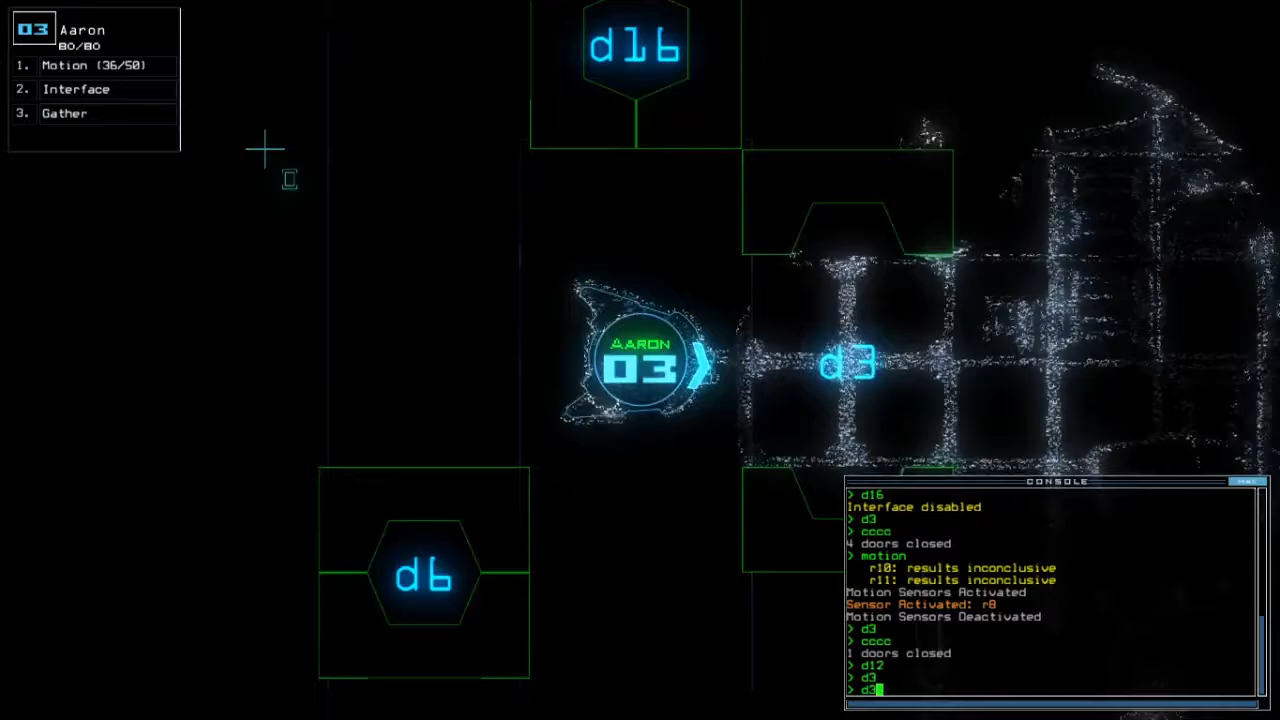 03 Aaron
80/80
1. Motion (36/50)
2. Interface
3. Gather
d16
AARON
03
d3
d6
CONSOLE
> d16
Interface disabled
> d3
> cccc
4 doors closed
> motion
r10: results inconclusive
r11: results inconclusive
Motion Sensors Activated
Sensor Activated: r8
Motion Sensors Deactivated
> d3
> cccc
1 doors closed
> d12
> d3
> d3